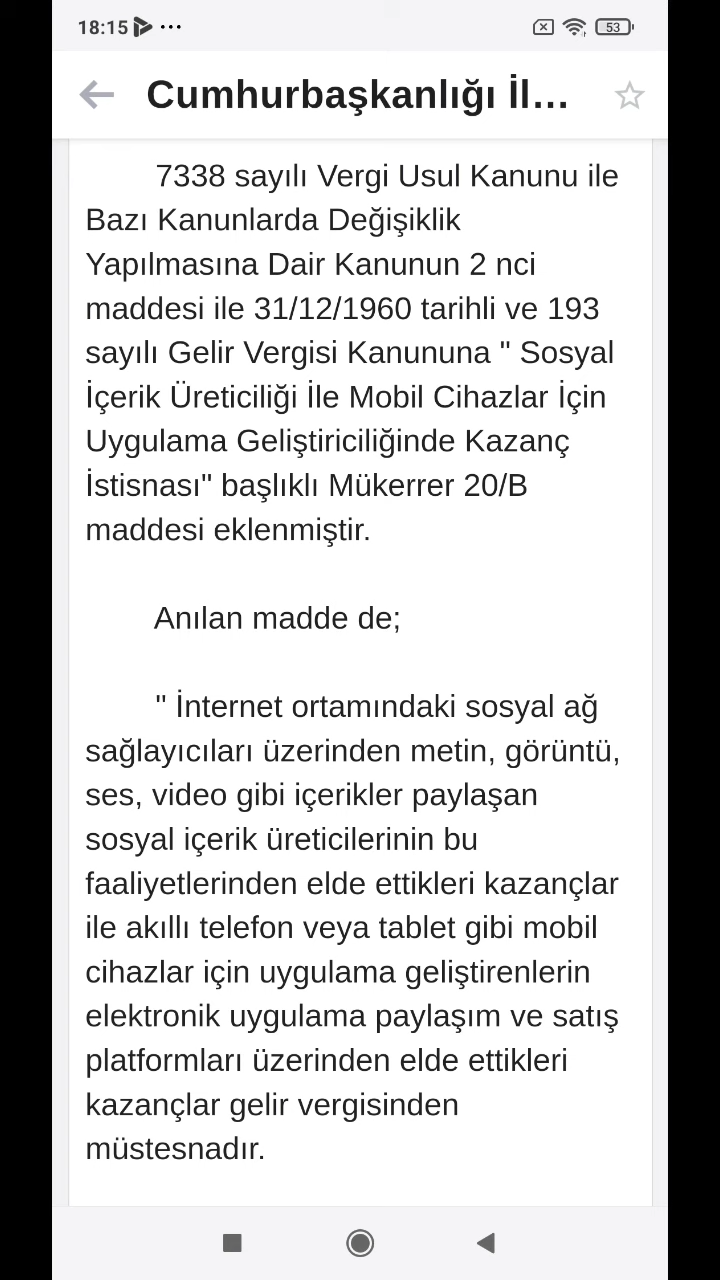 18:15
53
Cumhurbaşkanlığı İl...
7338 sayılı Vergi Usul Kanunu ile
Bazı Kanunlarda Değişiklik
Yapılmasına Dair Kanunun 2 nci
maddesi ile 31/12/1960 tarihli ve 193
sayılı Gelir Vergisi Kanununa " Sosyal
İçerik Üreticiliği İle Mobil Cihazlar İçin
Uygulama Geliştiriciliğinde Kazanç
İstisnası" başlıklı Mükerrer 20/B
maddesi eklenmiştir.
Anılan madde de;
" İnternet ortamındaki sosyal ağ
sağlayıcıları üzerinden metin, görüntü,
ses, video gibi içerikler paylaşan
sosyal içerik üreticilerinin bu
faaliyetlerinden elde ettikleri kazançlar
ile akıllı telefon veya tablet gibi mobil
cihazlar için uygulama geliştirenlerin
elektronik uygulama paylaşım ve satış
platformları üzerinden elde ettikleri
kazançlar gelir vergisinden
müstesnadır.